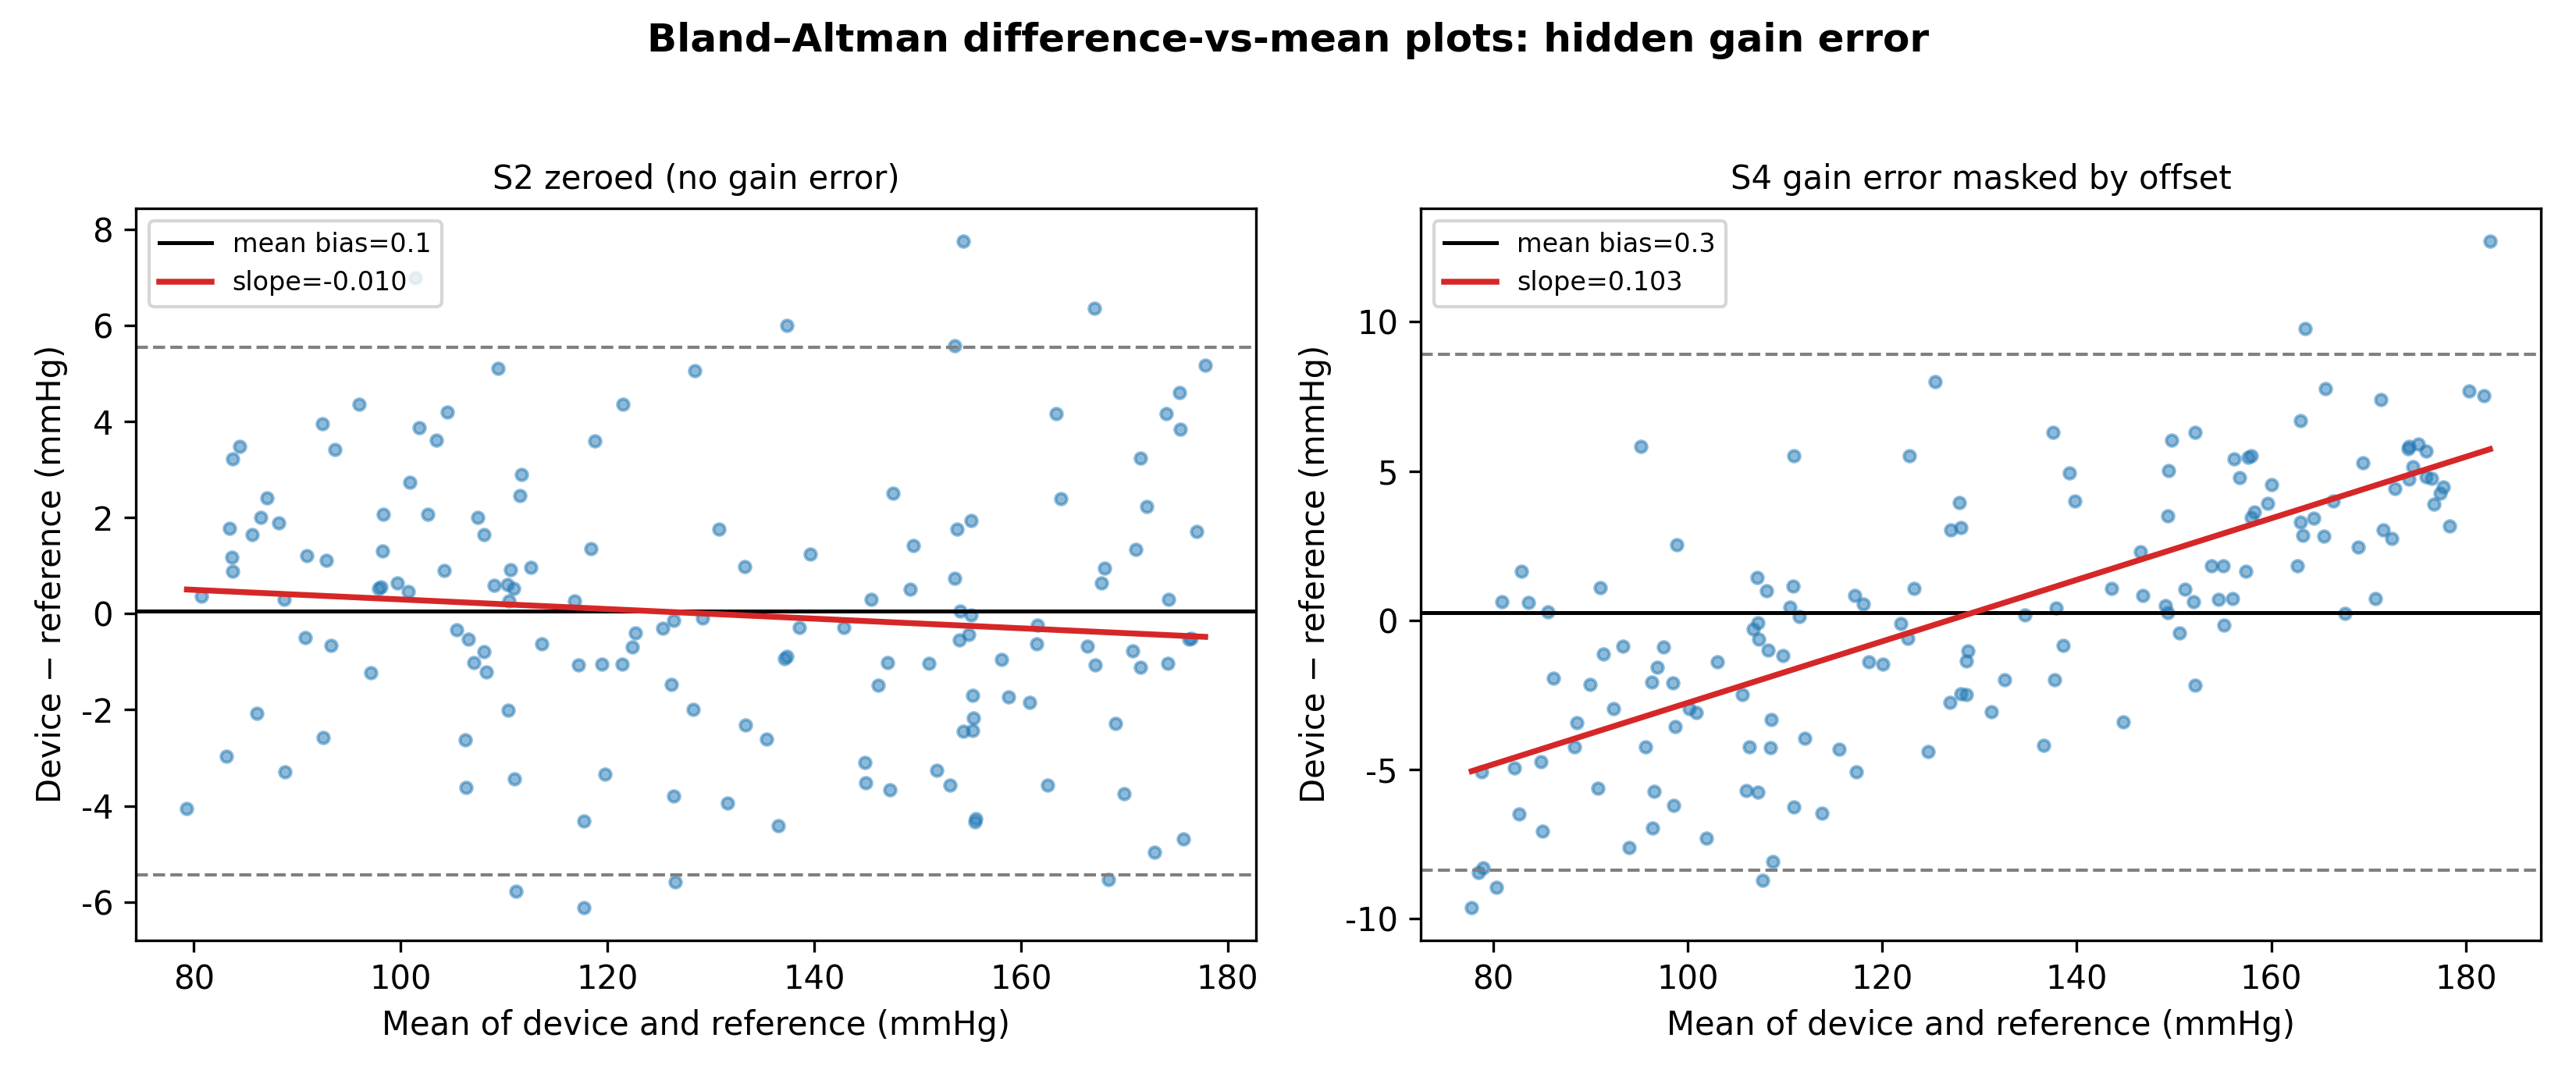 Bland–Altman difference-vs-mean plots: hidden gain error
S2 zeroed (no gain error)
mean bias=0.1
slope=-0.010
Device − reference (mmHg)
8
6
4
2
0
-2
-4
-6
80 100 120 140 160 180
Mean of device and reference (mmHg)
S4 gain error masked by offset
mean bias=0.3
slope=0.103
Device − reference (mmHg)
10
5
0
-5
-10
80 100 120 140 160 180
Mean of device and reference (mmHg)